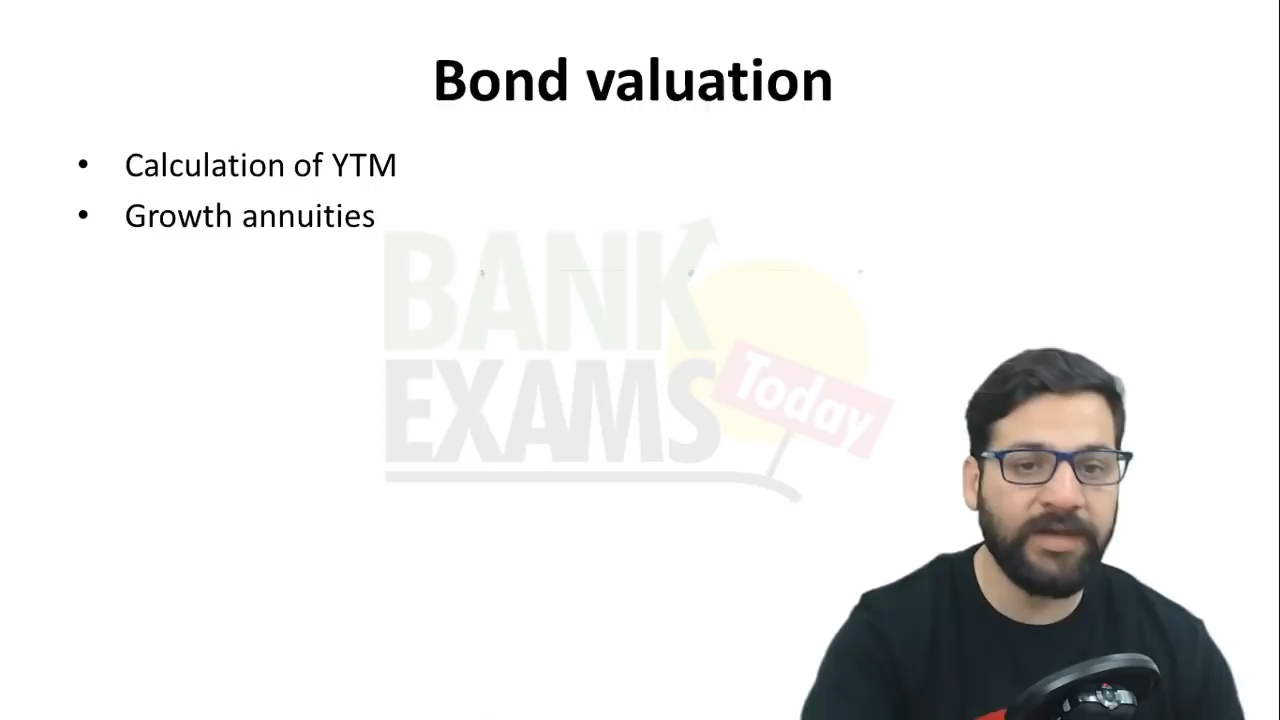 Bond valuation
• Calculation of YTM
• Growth annuities
BANK
EXAMS
Today